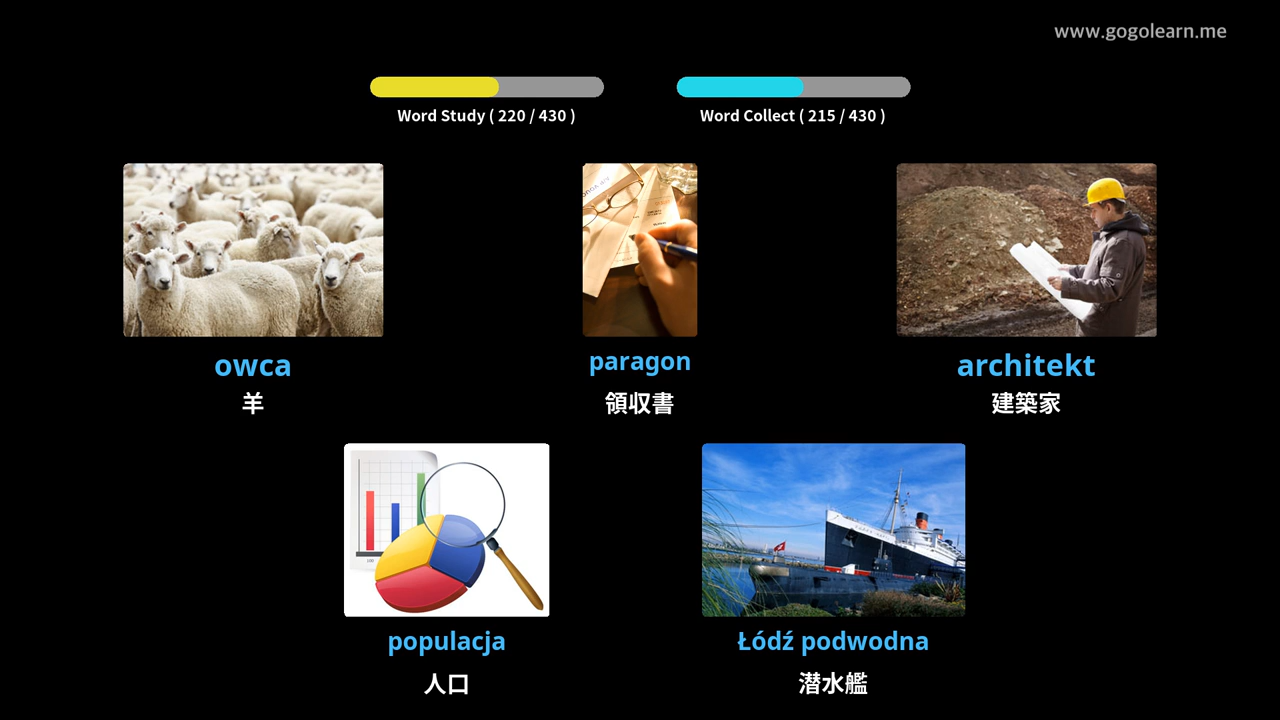 www.gogolearn.me
Word Study ( 220 / 430 )
Word Collect ( 215 / 430 )
owca
羊
paragon
領収書
architekt
建築家
populacja
人口
Łódź podwodna
潜水艦